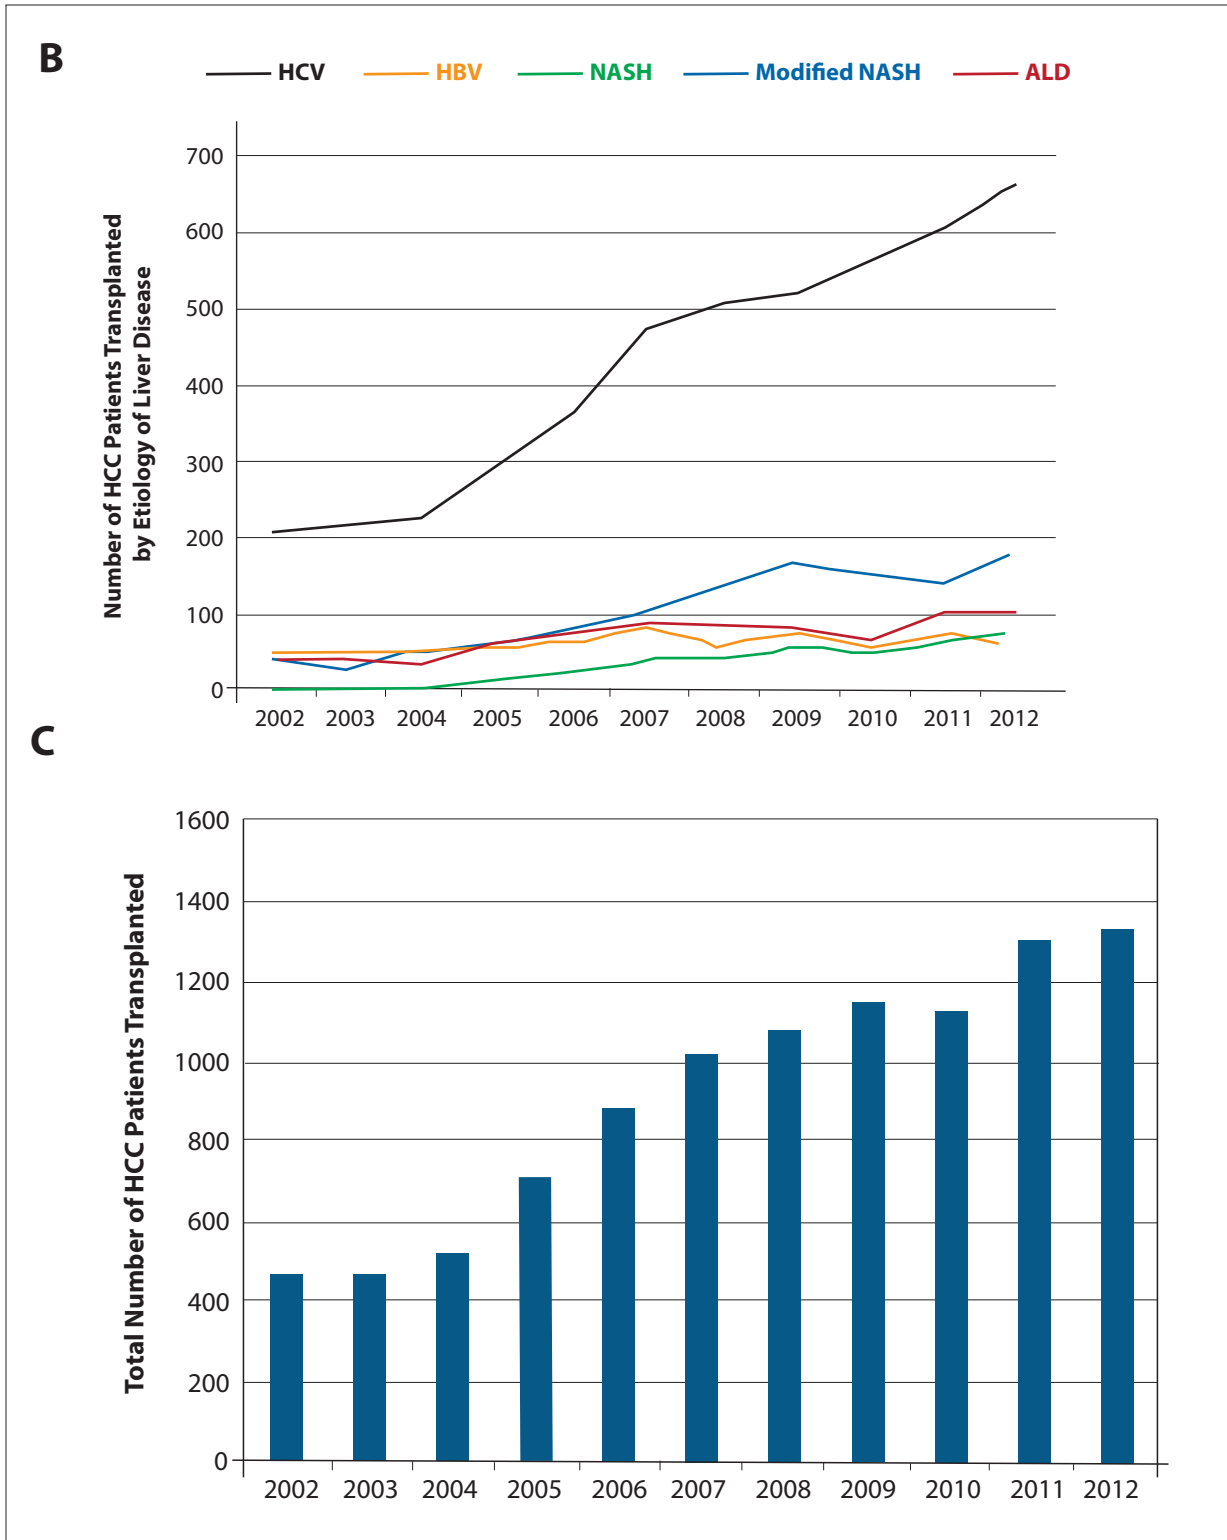 B
HCV HBV NASH Modified NASH ALD
Number of HCC Patients Transplanted
by Etiology of Liver Disease
700
600
500
400
300
200
100
0
2002 2003 2004 2005 2006 2007 2008 2009 2010 2011 2012
C
Total Number of HCC Patients Transplanted
1600
1400
1200
1000
800
600
400
200
0
2002 2003 2004 2005 2006 2007 2008 2009 2010 2011 2012